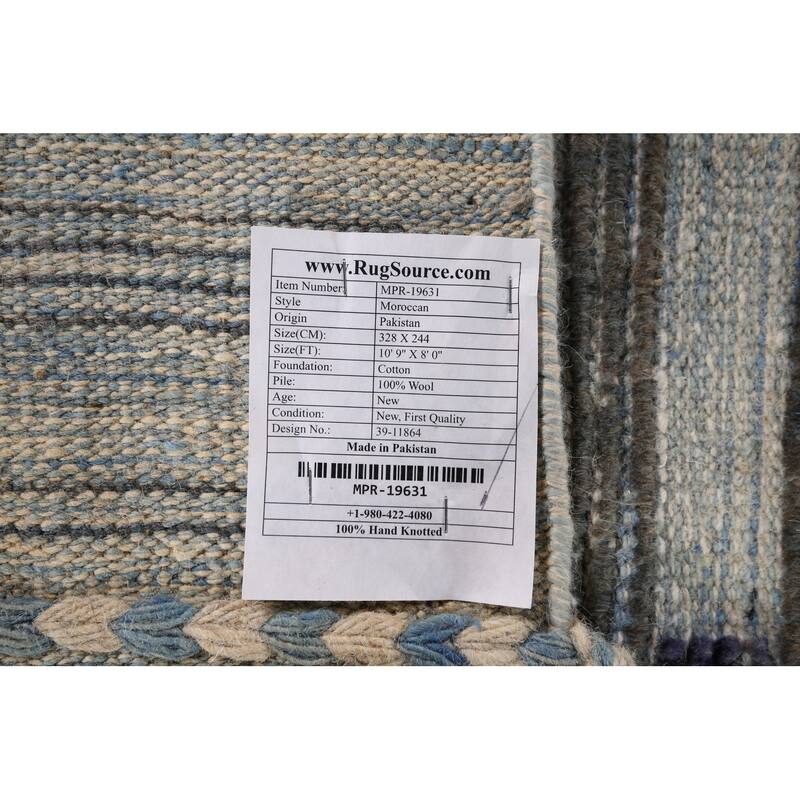 www.RugSource.com
Item Number: MPR-19631
Style Moroccan
Origin Pakistan
Size(CM): 328 X 244
Size(FT): 10' 9" X 8' 0"
Foundation: Cotton
Pile: 100% Wool
Age: New
Condition: New, First Quality
Design No.: 39-11864
Made in Pakistan
MPR-19631
+1-980-422-4080
100% Hand Knotted